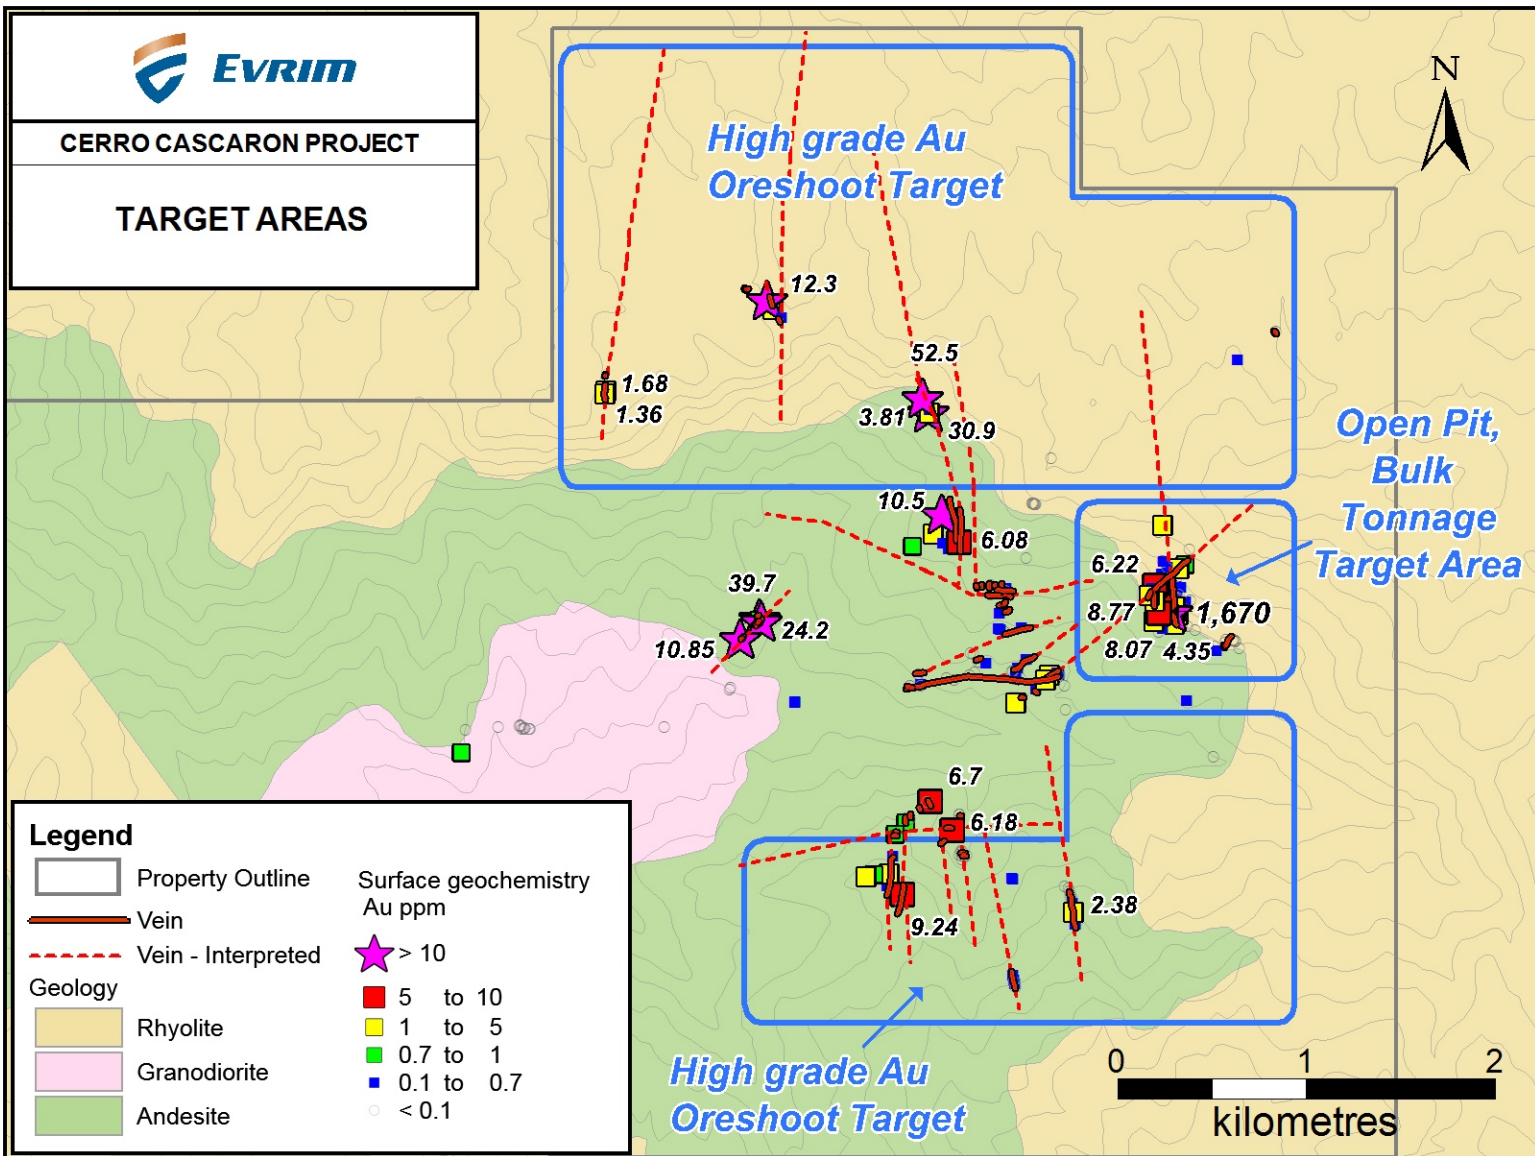 EVRIM
CERRO CASCARON PROJECT
TARGET AREAS
N
High grade Au
Oreshoot Target
12.3
52.5
1.68
1.36
3.81
30.9
Open Pit,
Bulk
Tonnage
Target Area
10.5
6.08
6.22
39.7
24.2
10.85
8.77
1,670
8.07
4.35
6.7
6.18
2.38
9.24
High grade Au
Oreshoot Target
Legend
Property Outline
Vein
Vein - Interpreted
Geology
Rhyolite
Granodiorite
Andesite
Surface geochemistry
Au ppm
> 10
5 to 10
1 to 5
0.7 to 1
0.1 to 0.7
< 0.1
0 1 2
kilometres